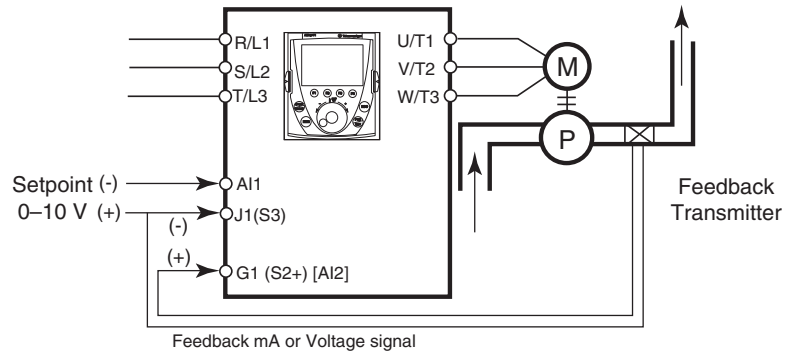 R/L1
S/L2
T/L3
U/T1
V/T2
W/T3
M
P
Setpoint (-)
0–10 V (+)
(-)
(+)
AI1
J1(S3)
G1 (S2+) [AI2]
Feedback
Transmitter
Feedback mA or Voltage signal